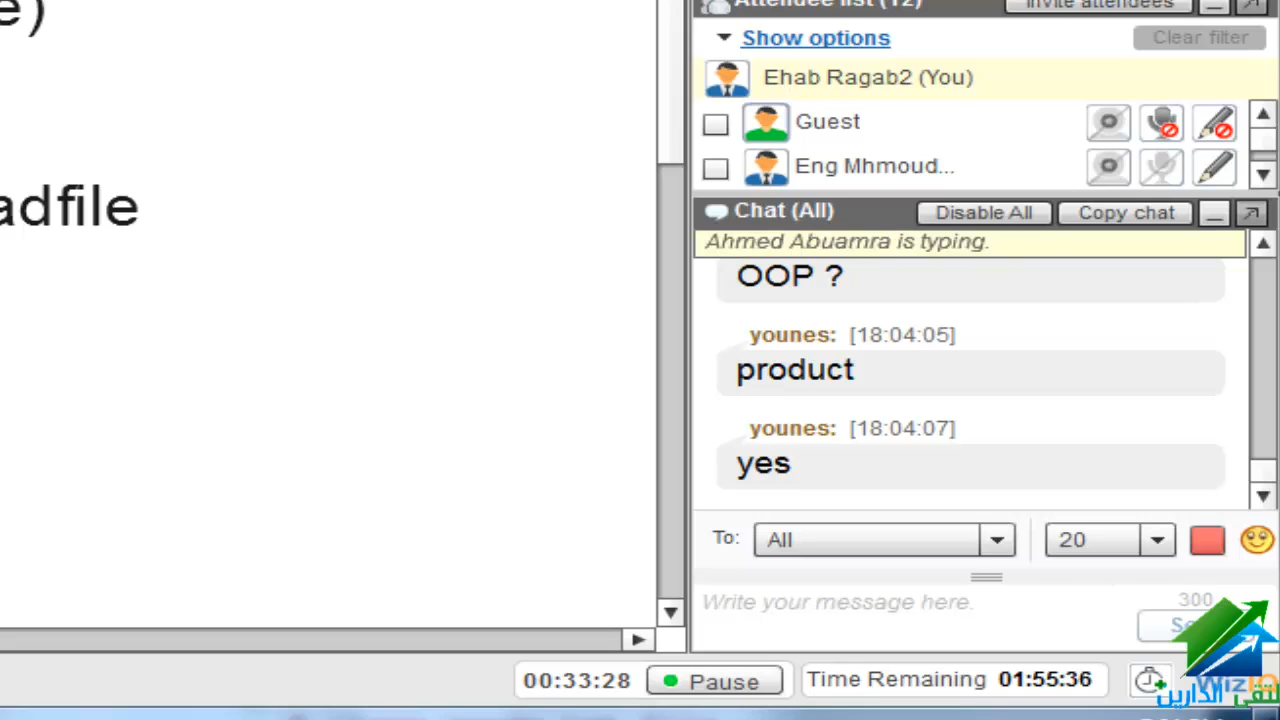 e)
Attendee list (12)
Invite attendees
Show options
Clear filter
Ehab Ragab2 (You)
Guest
Eng Mhmoud...
adfile
Chat (All)
Disable All
Copy chat
Ahmed Abuamra is typing.
OOP ?
younes: [18:04:05]
product
younes: [18:04:07]
yes
To:
All
20
Write your message here.
300
00:33:28
Pause
Time Remaining 01:55:36
الدارين